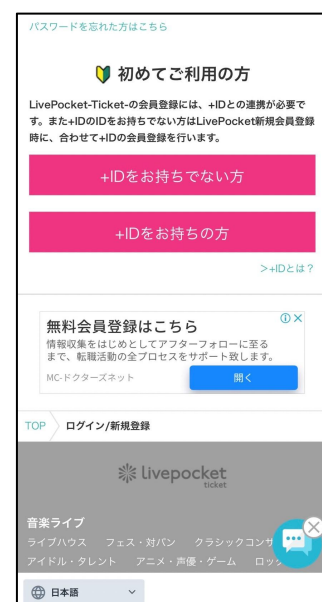 パスワードを忘れた方はこちら
初めてご利用の方
LivePocket-Ticket-の会員登録には、+IDとの連携が必要で
す。また+IDのIDをお持ちでない方はLivePocket新規会員登録
時に、合わせて+IDの会員登録を行います。
+IDをお持ちでない方
+IDをお持ちの方
>+IDとは？
無料会員登録はこちら
情報収集をはじめとしてアフターフォローに至る
まで、転職活動の全プロセスをサポート致します。
MC-ドクターズネット
開く
TOP
ログイン/新規登録
livepocket
ticket
音楽ライブ
ライブハウス フェス・対バン クラシックコンサ
アイドル・タレント アニメ・声優・ゲーム ロッ
日本語